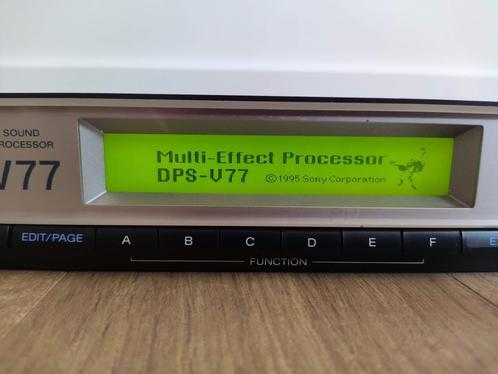 SOUND
PROCESSOR
V77
Multi-Effect Processor
DPS-V77 ©1995 Sony Corporation
EDIT/PAGE A B C D E F
FUNCTION